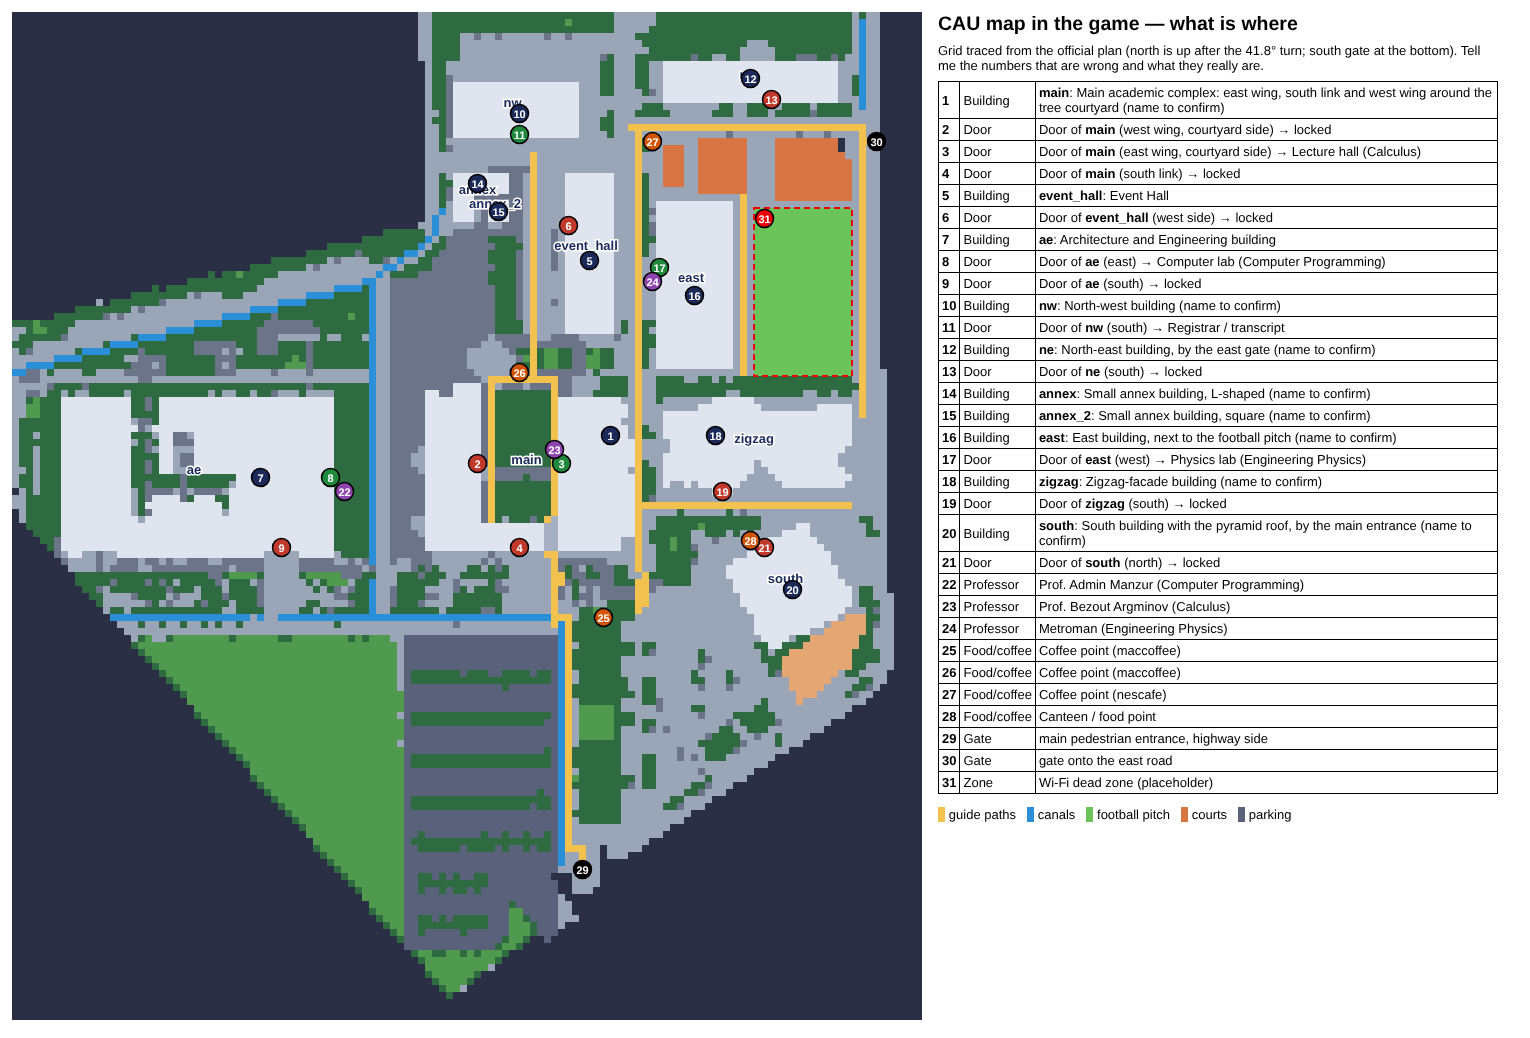 CAU map in the game — what is where
Grid traced from the official plan (north is up after the 41.8° turn; south gate at the bottom). Tell
me the numbers that are wrong and what they really are.
1 Building main: Main academic complex: east wing, south link and west wing around the
tree courtyard (name to confirm)
2 Door Door of main (west wing, courtyard side) → locked
3 Door Door of main (east wing, courtyard side) → Lecture hall (Calculus)
4 Door Door of main (south link) → locked
5 Building event_hall: Event Hall
6 Door Door of event_hall (west side) → locked
7 Building ae: Architecture and Engineering building
8 Door Door of ae (east) → Computer lab (Computer Programming)
9 Door Door of ae (south) → locked
10 Building nw: North-west building (name to confirm)
11 Door Door of nw (south) → Registrar / transcript
12 Building ne: North-east building, by the east gate (name to confirm)
13 Door Door of ne (south) → locked
14 Building annex: Small annex building, L-shaped (name to confirm)
15 Building annex_2: Small annex building, square (name to confirm)
16 Building east: East building, next to the football pitch (name to confirm)
17 Door Door of east (west) → Physics lab (Engineering Physics)
18 Building zigzag: Zigzag-facade building (name to confirm)
19 Door Door of zigzag (south) → locked
20 Building south: South building with the pyramid roof, by the main entrance (name to
confirm)
21 Door Door of south (north) → locked
22 Professor Prof. Admin Manzur (Computer Programming)
23 Professor Prof. Bezout Argminov (Calculus)
24 Professor Metroman (Engineering Physics)
25 Food/coffee Coffee point (maccoffee)
26 Food/coffee Coffee point (maccoffee)
27 Food/coffee Coffee point (nescafe)
28 Food/coffee Canteen / food point
29 Gate main pedestrian entrance, highway side
30 Gate gate onto the east road
31 Zone Wi-Fi dead zone (placeholder)
guide paths canals football pitch courts parking
12
nw
10
13
11
27
30
14
annex
annex_2
15
31
6
event_hall
5
17
24
east
16
26
1
18
zigzag
23
main
3
2
ae
7
8
22
19
9
4
28
21
south
20
25
29